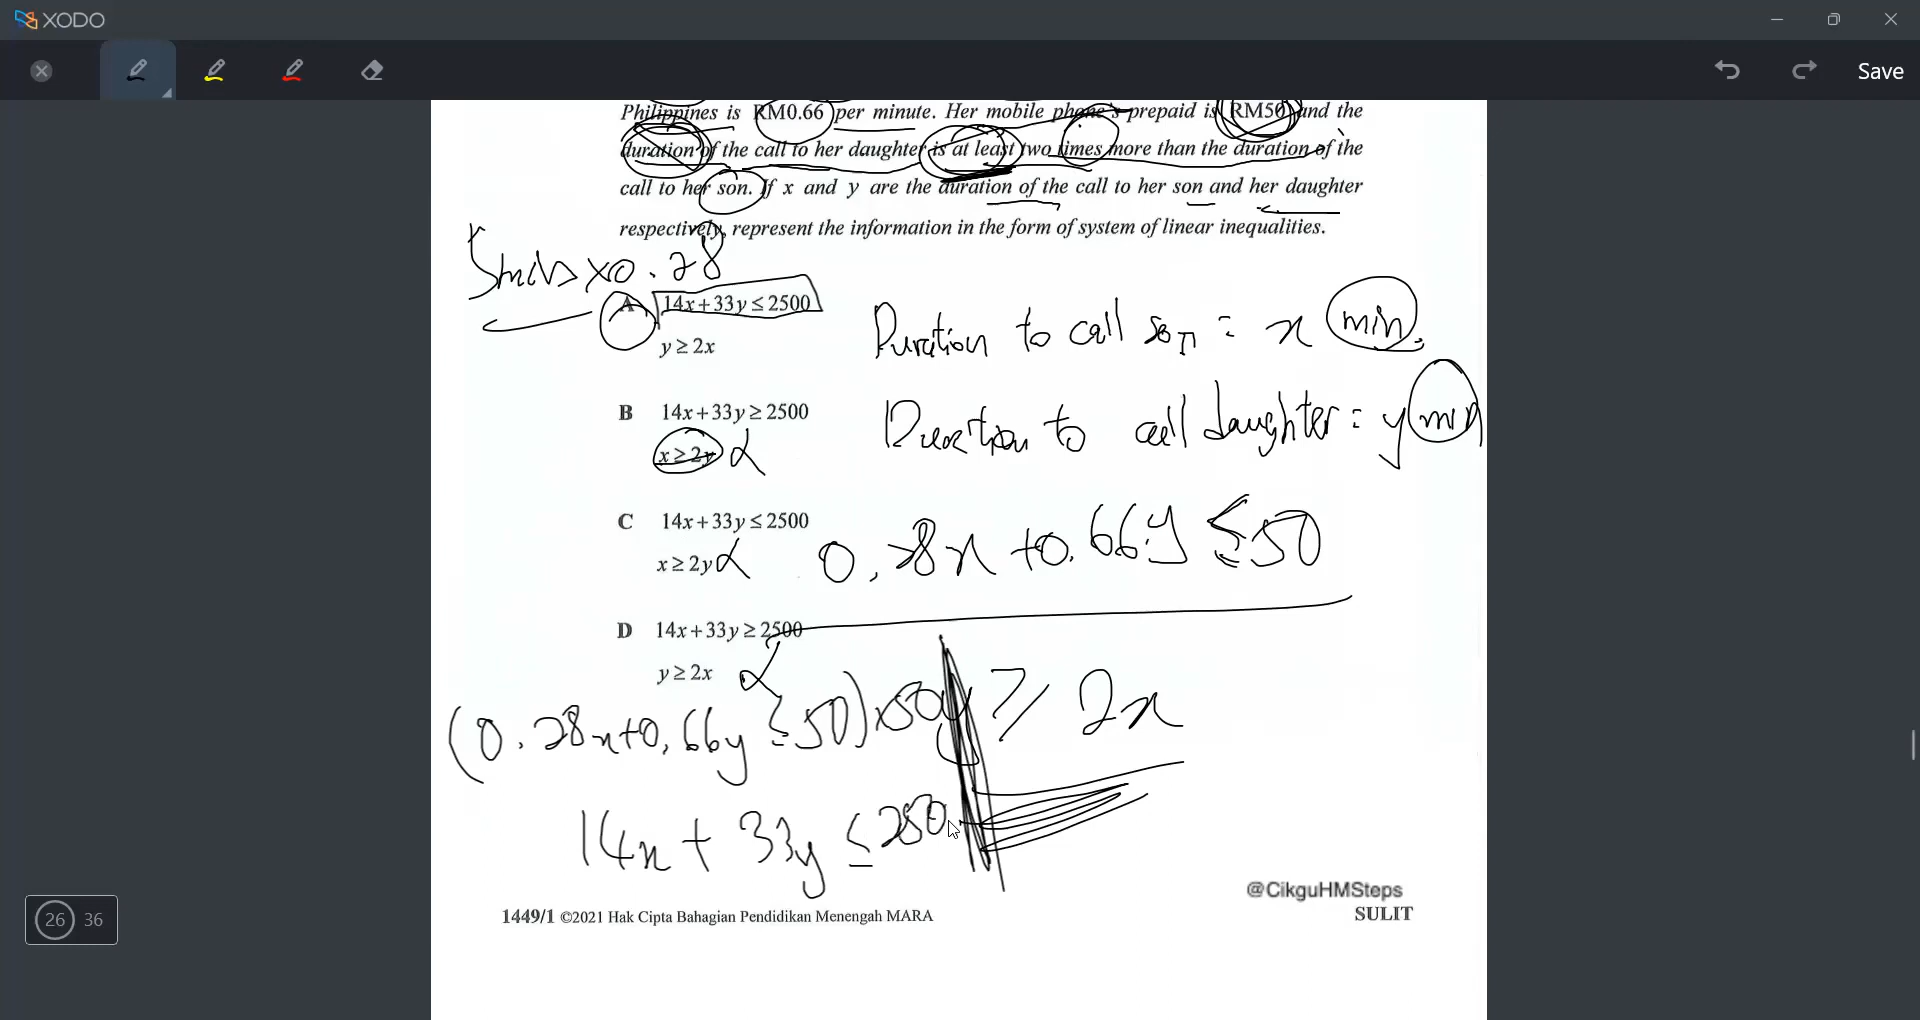 XODO
Save
Philippines is RM0.66 per minute. Her mobile phone's prepaid is RM50 and the
duration of the call to her daughter is at least two times more than the duration of the
call to her son. If x and y are the duration of the call to her son and her daughter
respectively, represent the information in the form of system of linear inequalities.
5mins x0.28
A 14x+33y ≤ 2500
y ≥ 2x
Duration to call son = x min.
B 14x+33y ≥ 2500
x ≥ 2y
Duration to call daughter = y min
C 14x+33y ≤ 2500
x ≥ 2y
0.28x +0.66y ≤50
D 14x+33y ≥ 2500
y ≥ 2x
(0.28x+0.66y ≤50)x50
y ≥ 2x
14x + 33y ≤ 250
@CikguHMSteps
1449/1 ©2021 Hak Cipta Bahagian Pendidikan Menengah MARA
SULIT
26 36